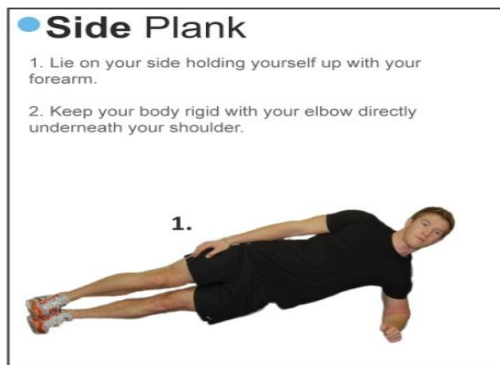 Side Plank
1. Lie on your side holding yourself up with your
forearm.
2. Keep your body rigid with your elbow directly
underneath your shoulder.
1.